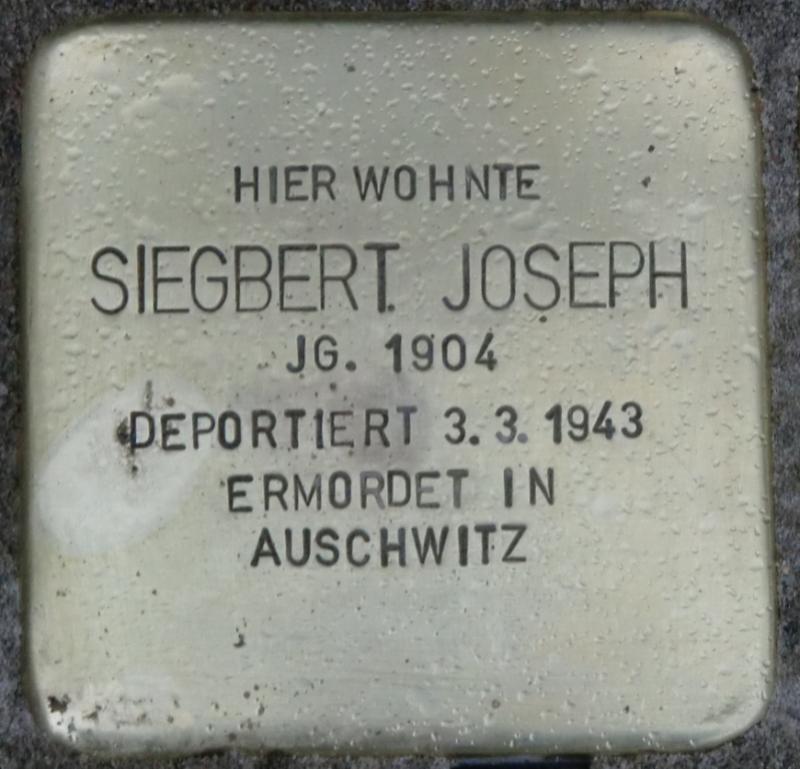 HIER WOHNTE
SIEGBERT JOSEPH
JG. 1904
DEPORTIERT 3.3.1943
ERMORDET IN
AUSCHWITZ